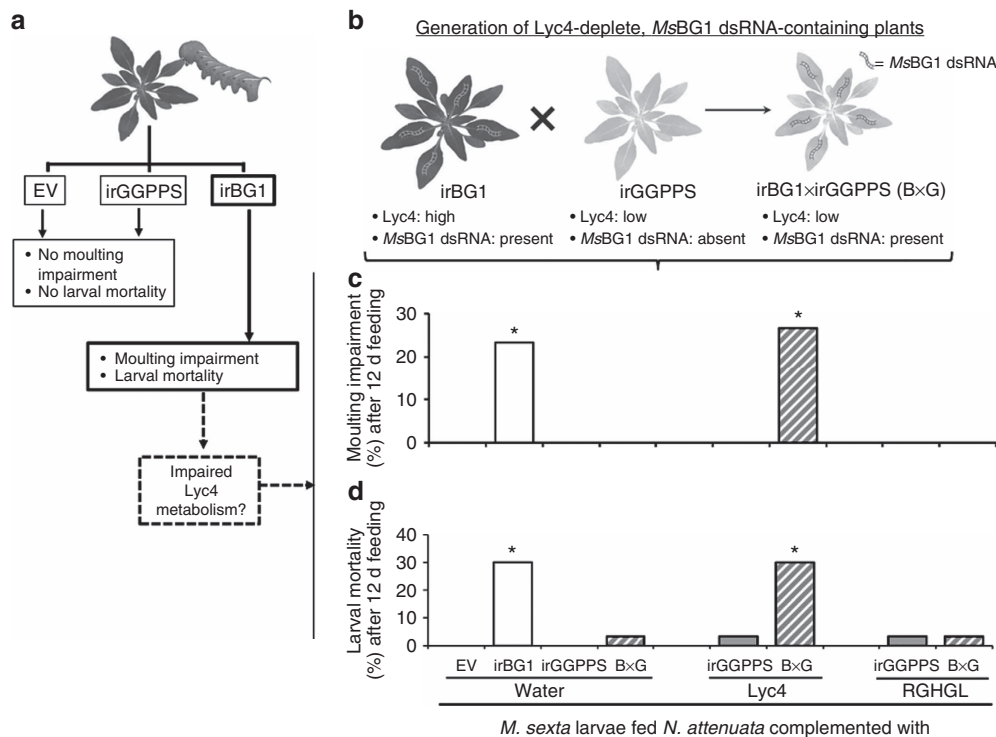 a
EV
irGGPPS
irBG1
• No moulting
impairment
• No larval mortality
• Moulting impairment
• Larval mortality
Impaired
Lyc4
metabolism?
b
Generation of Lyc4-deplete, MsBG1 dsRNA-containing plants
= MsBG1 dsRNA
×
irBG1
irGGPPS
irBG1×irGGPPS (B×G)
• Lyc4: high
• MsBG1 dsRNA: present
• Lyc4: low
• MsBG1 dsRNA: absent
• Lyc4: low
• MsBG1 dsRNA: present
c
Moulting impairment
(%) after 12 d feeding
30
20
10
0
*
*
d
Larval mortality
(%) after 12 d feeding
40
30
20
10
0
*
*
EV irBG1 irGGPPS B×G irGGPPS B×G irGGPPS B×G
Water Lyc4 RGHGL
M. sexta larvae fed N. attenuata complemented with